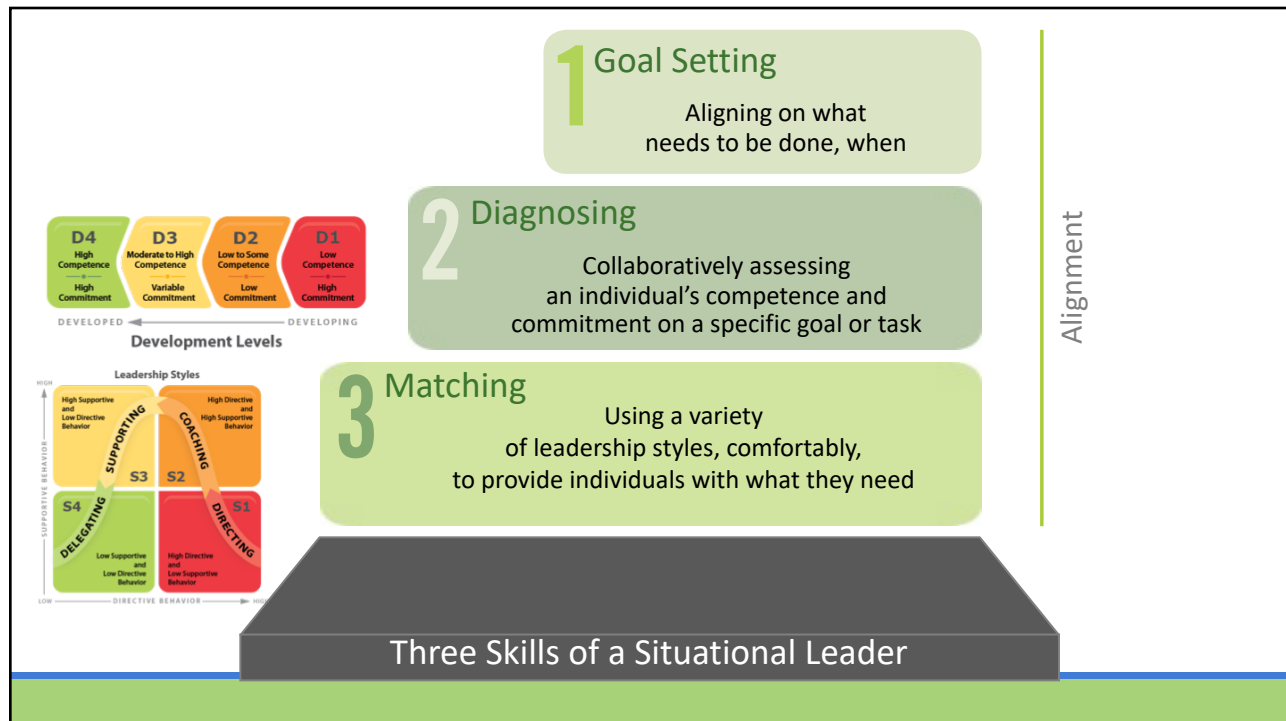 1
Goal Setting
Aligning on what
needs to be done, when
2
Diagnosing
Collaboratively assessing
an individual’s competence and
commitment on a specific goal or task
3
Matching
Using a variety
of leadership styles, comfortably,
to provide individuals with what they need
Alignment
D4
High
Competence
High
Commitment
D3
Moderate to High
Competence
Variable
Commitment
D2
Low to Some
Competence
Low
Commitment
D1
Low
Competence
High
Commitment
DEVELOPED
DEVELOPING
Development Levels
Leadership Styles
HIGH
SUPPORTIVE BEHAVIOR
High Supportive
and
Low Directive
Behavior
S3
SUPPORTING
High Directive
and
High Supportive
Behavior
S2
COACHING
S4
DELEGATING
Low Supportive
and
Low Directive
Behavior
S1
DIRECTING
High Directive
and
Low Supportive
Behavior
LOW
DIRECTIVE BEHAVIOR
HIGH
Three Skills of a Situational Leader